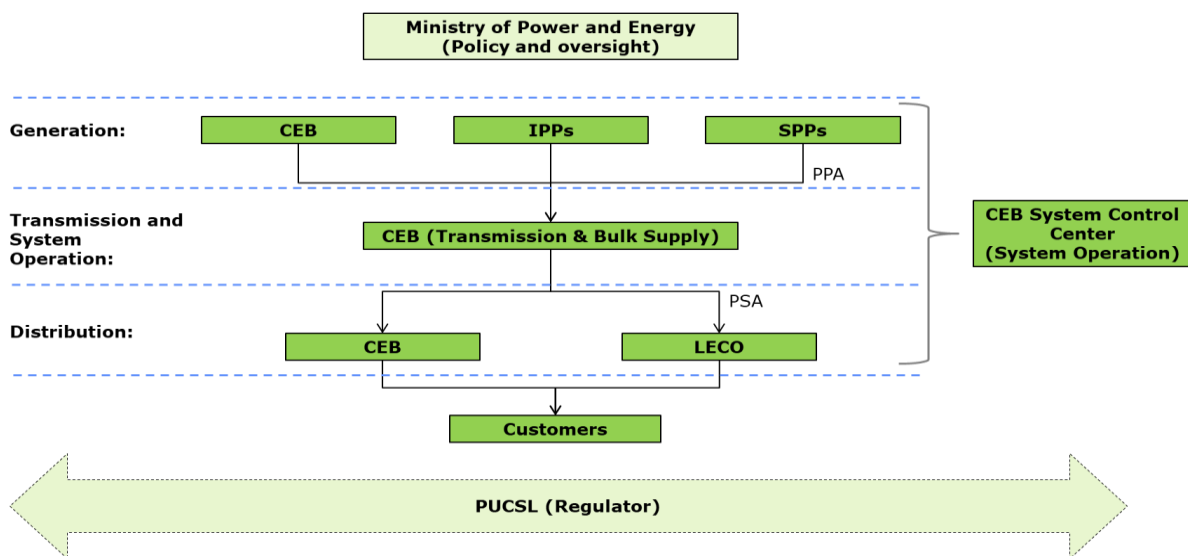 Ministry of Power and Energy
(Policy and oversight)
Generation:
CEB
IPPs
SPPs
PPA
Transmission and
System
Operation:
CEB (Transmission & Bulk Supply)
CEB System Control
Center
(System Operation)
PSA
Distribution:
CEB
LECO
Customers
PUCSL (Regulator)